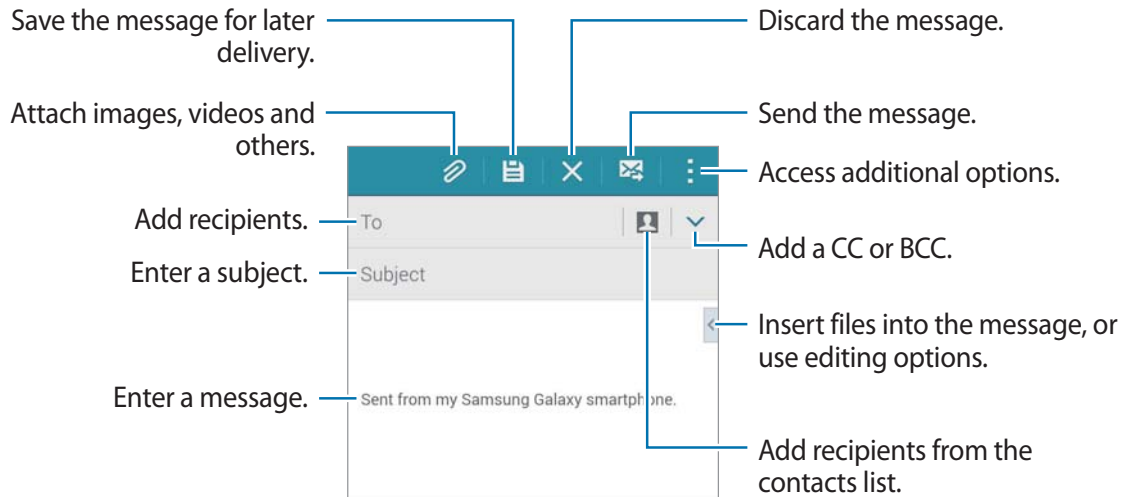 Save the message for later
delivery.
Attach images, videos and
others.
Add recipients.
Enter a subject.
Enter a message.
To
Subject
Sent from my Samsung Galaxy smartphone.
Discard the message.
Send the message.
Access additional options.
Add a CC or BCC.
Insert files into the message, or
use editing options.
Add recipients from the
contacts list.